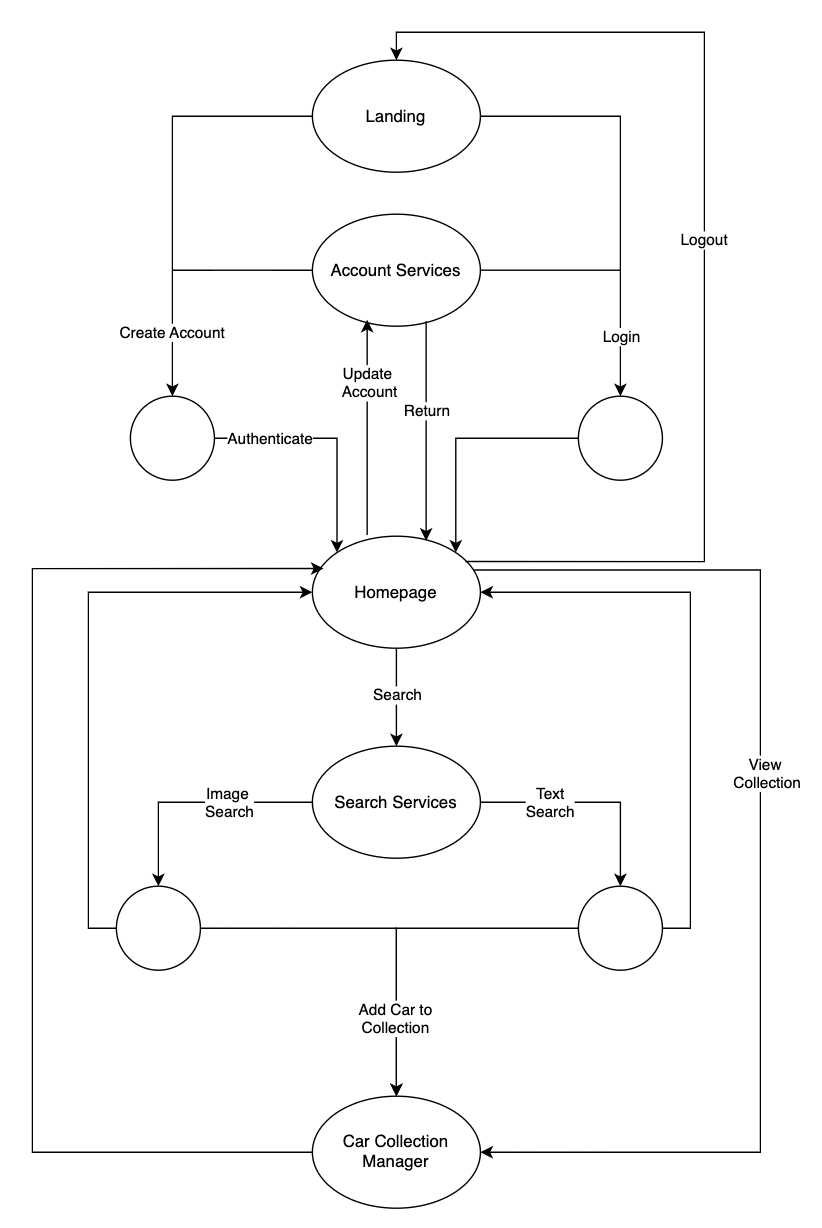 Landing
Logout
Account Services
Create Account
Login
Update
Account
Return
Authenticate
Homepage
Search
View
Collection
Image
Search
Search Services
Text
Search
Add Car to
Collection
Car Collection
Manager